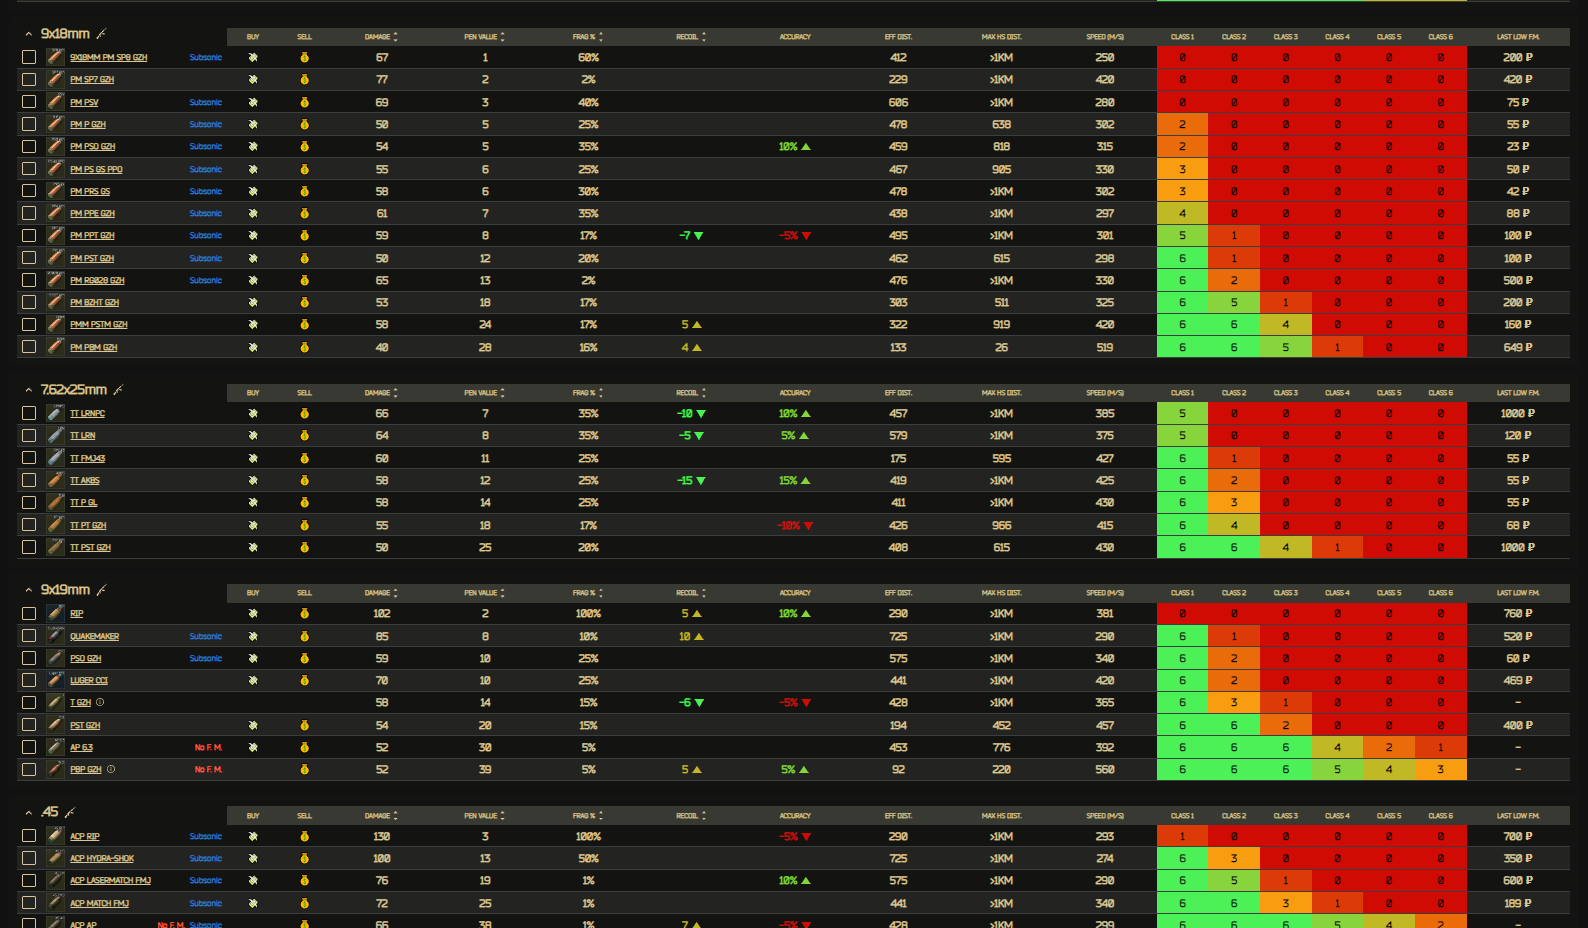 9x18mm BUY SELL DAMAGE PEN VALUE FRAG % RECOIL ACCURACY EFF DIST. MAX HS DIST. SPEED (M/S) CLASS 1 CLASS 2 CLASS 3 CLASS 4 CLASS 5 CLASS 6 LAST LOW F.M.
9X18MM PM SP8 GZH Subsonic 67 1 60% 412 >1KM 250 0 0 0 0 0 0 200 ₽
PM SP7 GZH 77 2 2% 229 >1KM 420 0 0 0 0 0 0 420 ₽
PM PSV Subsonic 69 3 40% 606 >1KM 280 0 0 0 0 0 0 75 ₽
PM P GZH Subsonic 50 5 25% 478 638 302 2 0 0 0 0 0 55 ₽
PM PSO GZH Subsonic 54 5 35% 10% ▲ 459 818 315 2 0 0 0 0 0 23 ₽
PM PS GS PPO Subsonic 55 6 25% 467 905 330 3 0 0 0 0 0 50 ₽
PM PRS GS Subsonic 58 6 30% 478 >1KM 302 3 0 0 0 0 0 42 ₽
PM PPE GZH Subsonic 61 7 35% 438 >1KM 297 4 0 0 0 0 0 88 ₽
PM PPT GZH Subsonic 59 8 17% -7 ▼ -5% ▼ 495 >1KM 301 5 1 0 0 0 0 100 ₽
PM PST GZH Subsonic 50 12 20% 462 615 298 6 1 0 0 0 0 100 ₽
PM RG028 GZH Subsonic 65 13 2% 476 >1KM 330 6 2 0 0 0 0 500 ₽
PM BZHT GZH 53 18 17% 303 511 325 6 5 1 0 0 0 200 ₽
PMM PSTM GZH 58 24 17% 5 ▲ 322 919 420 6 6 4 0 0 0 160 ₽
PM PBM GZH 40 28 16% 4 ▲ 133 26 519 6 6 5 1 0 0 649 ₽
7.62x25mm BUY SELL DAMAGE PEN VALUE FRAG % RECOIL ACCURACY EFF DIST. MAX HS DIST. SPEED (M/S) CLASS 1 CLASS 2 CLASS 3 CLASS 4 CLASS 5 CLASS 6 LAST LOW F.M.
TT LRNPC 66 7 35% -10 ▼ 10% ▲ 457 >1KM 385 5 0 0 0 0 0 1000 ₽
TT LRN 64 8 35% -5 ▼ 5% ▲ 579 >1KM 375 5 0 0 0 0 0 120 ₽
TT FMJ43 60 11 25% 175 595 427 6 1 0 0 0 0 55 ₽
TT AKBS 58 12 25% -15 ▼ 15% ▲ 419 >1KM 425 6 2 0 0 0 0 55 ₽
TT P GL 58 14 25% 411 >1KM 430 6 3 0 0 0 0 55 ₽
TT PT GZH 55 18 17% -10% ▼ 426 966 415 6 4 0 0 0 0 68 ₽
TT PST GZH 50 25 20% 408 615 430 6 6 4 1 0 0 1000 ₽
9x19mm BUY SELL DAMAGE PEN VALUE FRAG % RECOIL ACCURACY EFF DIST. MAX HS DIST. SPEED (M/S) CLASS 1 CLASS 2 CLASS 3 CLASS 4 CLASS 5 CLASS 6 LAST LOW F.M.
RIP 102 2 100% 5 ▲ 10% ▲ 290 >1KM 381 0 0 0 0 0 0 760 ₽
QUAKEMAKER Subsonic 85 8 10% 10 ▲ 725 >1KM 290 6 1 0 0 0 0 520 ₽
PSO GZH Subsonic 59 10 25% 575 >1KM 340 6 2 0 0 0 0 60 ₽
LUGER CCI 70 10 25% 441 >1KM 420 6 2 0 0 0 0 469 ₽
T GZH 58 14 15% -6 ▼ -5% ▼ 428 >1KM 365 6 3 1 0 0 0 -
PST GZH 54 20 15% 194 452 457 6 6 2 0 0 0 400 ₽
AP 6.3 No F. M. 52 30 5% 453 776 392 6 6 6 4 2 1 -
PBP GZH No F. M. 52 39 5% 5 ▲ 5% ▲ 92 220 560 6 6 6 5 4 3 -
.45 BUY SELL DAMAGE PEN VALUE FRAG % RECOIL ACCURACY EFF DIST. MAX HS DIST. SPEED (M/S) CLASS 1 CLASS 2 CLASS 3 CLASS 4 CLASS 5 CLASS 6 LAST LOW F.M.
ACP RIP Subsonic 130 3 100% -5% ▼ 290 >1KM 293 1 0 0 0 0 0 700 ₽
ACP HYDRA-SHOK Subsonic 100 13 50% 725 >1KM 274 6 3 0 0 0 0 350 ₽
ACP LASERMATCH FMJ Subsonic 76 19 1% 10% ▲ 575 >1KM 290 6 5 1 0 0 0 600 ₽
ACP MATCH FMJ Subsonic 72 25 1% 441 >1KM 340 6 6 3 1 0 0 189 ₽
ACP AP No F. M. Subsonic 66 38 1% 7 ▲ -5% ▼ 428 >1KM 299 6 6 6 5 4 2 -